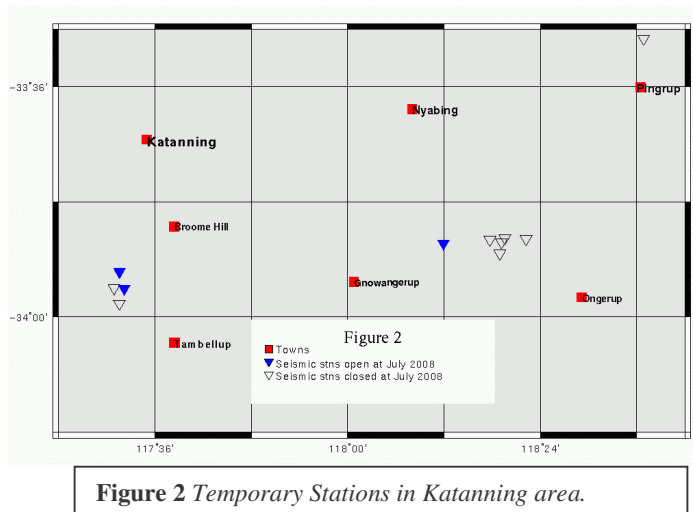 -33°36'
Pingrup
Nyabing
Katanning
Broome Hill
Gnowangerup
Ongerup
-34°00'
Tambellup
Figure 2
Towns
Seismic stns open at July 2008
Seismic stns closed at July 2008
117°36' 118°00' 118°24'
Figure 2 Temporary Stations in Katanning area.